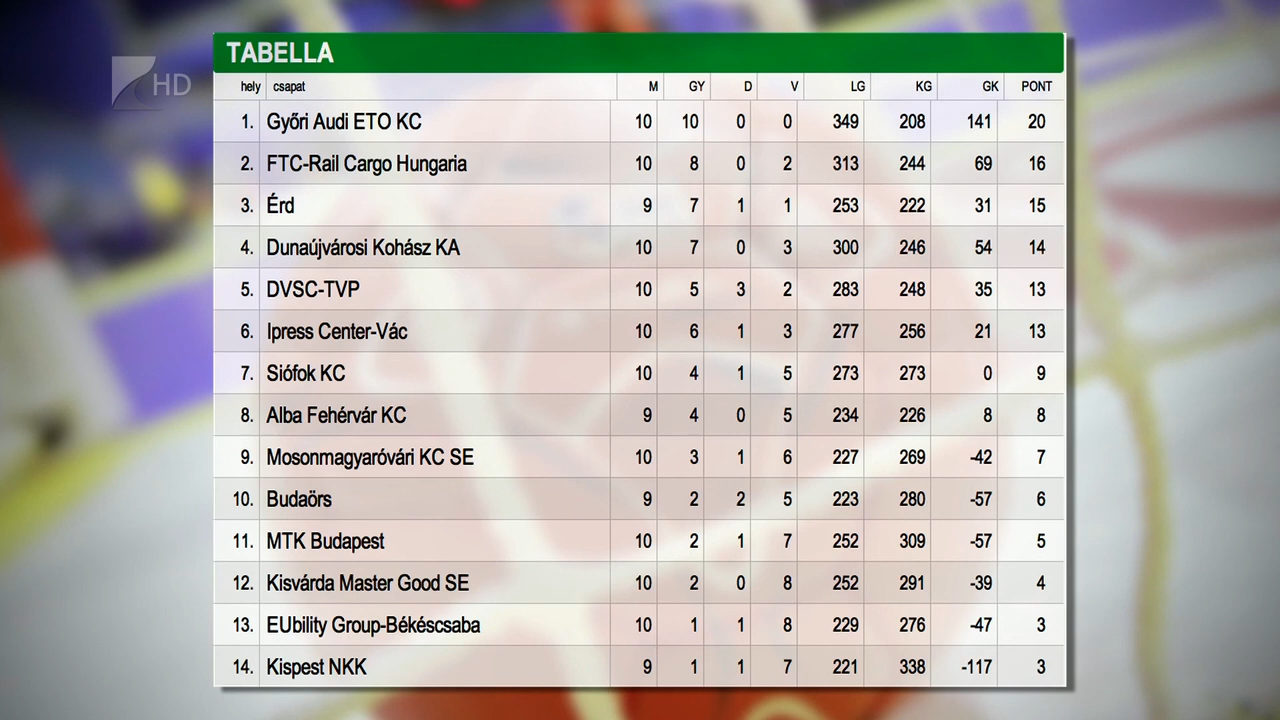 TABELLA
HD
hely csapat M GY D V LG KG GK PONT
1. Győri Audi ETO KC 10 10 0 0 349 208 141 20
2. FTC-Rail Cargo Hungaria 10 8 0 2 313 244 69 16
3. Érd 9 7 1 1 253 222 31 15
4. Dunaújvárosi Kohász KA 10 7 0 3 300 246 54 14
5. DVSC-TVP 10 5 3 2 283 248 35 13
6. Ipress Center-Vác 10 6 1 3 277 256 21 13
7. Siófok KC 10 4 1 5 273 273 0 9
8. Alba Fehérvár KC 9 4 0 5 234 226 8 8
9. Mosonmagyaróvári KC SE 10 3 1 6 227 269 -42 7
10. Budaörs 9 2 2 5 223 280 -57 6
11. MTK Budapest 10 2 1 7 252 309 -57 5
12. Kisvárda Master Good SE 10 2 0 8 252 291 -39 4
13. EUbility Group-Békéscsaba 10 1 1 8 229 276 -47 3
14. Kispest NKK 9 1 1 7 221 338 -117 3